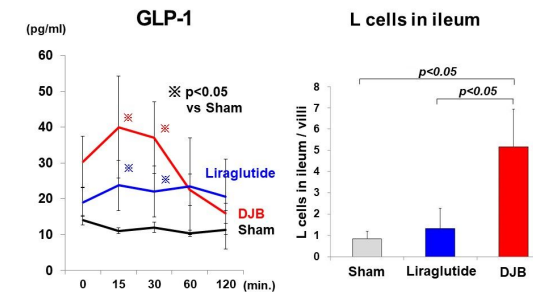 GLP-1
(pg/ml)
60
50
40
30
20
10
0
※ p<0.05
vs Sham
※
※
※
※
Liraglutide
DJB
Sham
0 15 30 60 120 (min.)
L cells in ileum
p<0.05
p<0.05
L cells in ileum / villi
8
7
6
5
4
3
2
1
0
Sham Liraglutide DJB